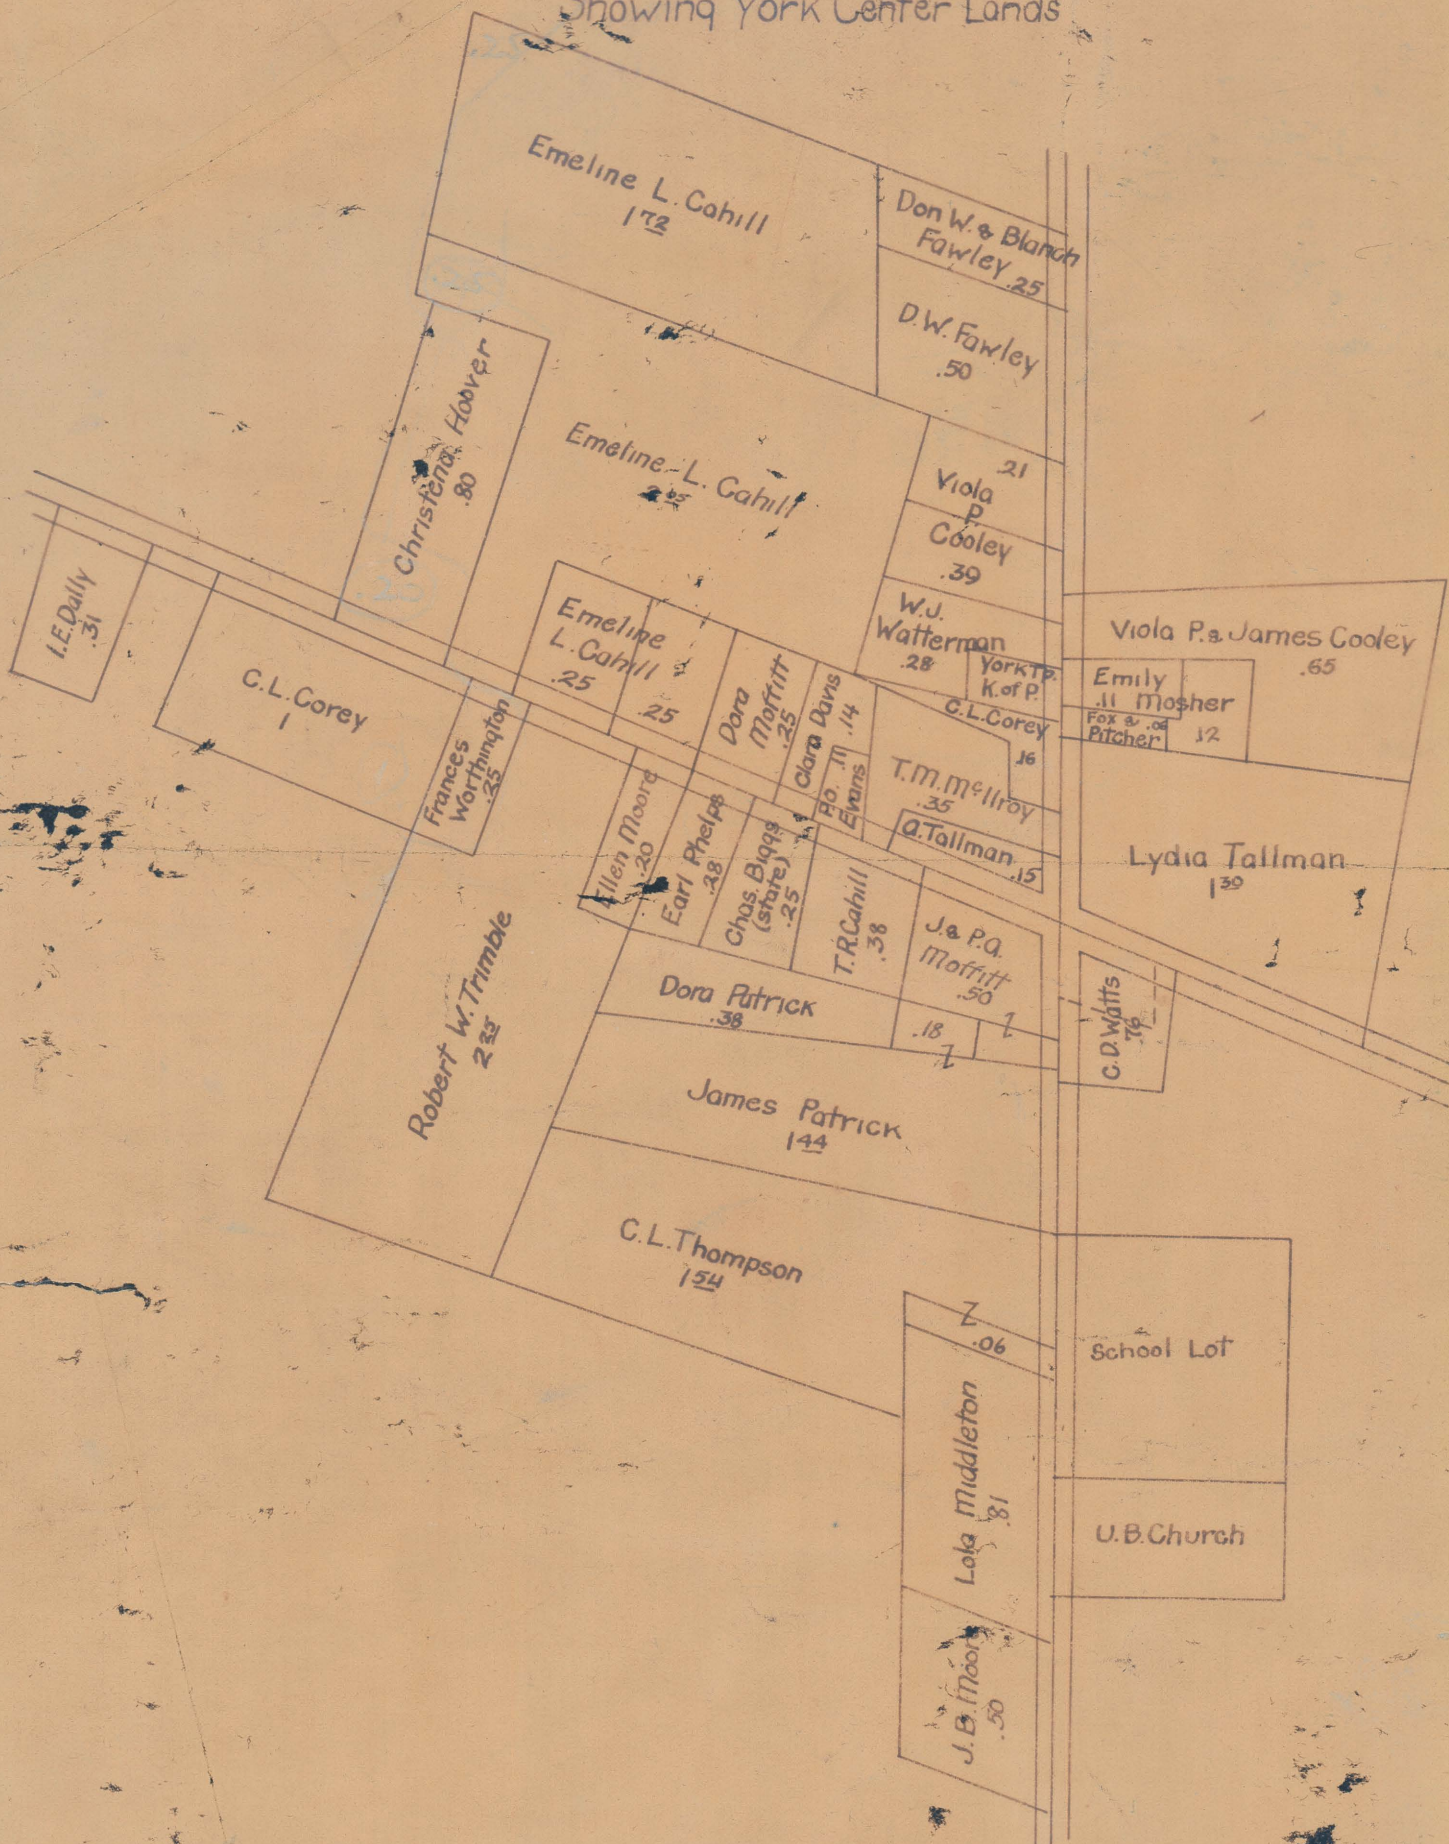 Showing York Center Lands
Emeline L. Cahill
1 72
Don W. & Blanch
Fawley .25
D.W. Fawley
.50
Christena Hoover
.80
Emeline L. Cahill
.21
Viola
P
Cooley
.39
W.J.
Watterman
.28
York Tp.
K. of P.
C.L. Corey
.16
Viola P. & James Cooley
.65
Emily
.11 Mosher
.12
Fox & .06
Pitcher
I.E. Dally
.31
C.L. Corey
1
Frances
Worthington
.25
Emeline
L. Cahill
.25
.25
Dora
Moffitt
.25
Clara Davis
.14
.11
Evans
T.M. McIlroy
.35
A. Tallman
.15
Lydia Tallman
1 30
Ellen Moore
.20
Earl Phelps
.28
Chas. Biggs
(state)
.25
T.R. Cahill
.38
J. & P.A.
Moffitt
.50
.18
Dora Patrick
.38
C.D. Watts
.76
Robert W. Trimble
2 35
James Patrick
1 44
C.L. Thompson
1 54
.06
School Lot
Lola Middleton
.81
U.B. Church
J.B. Moore
.50